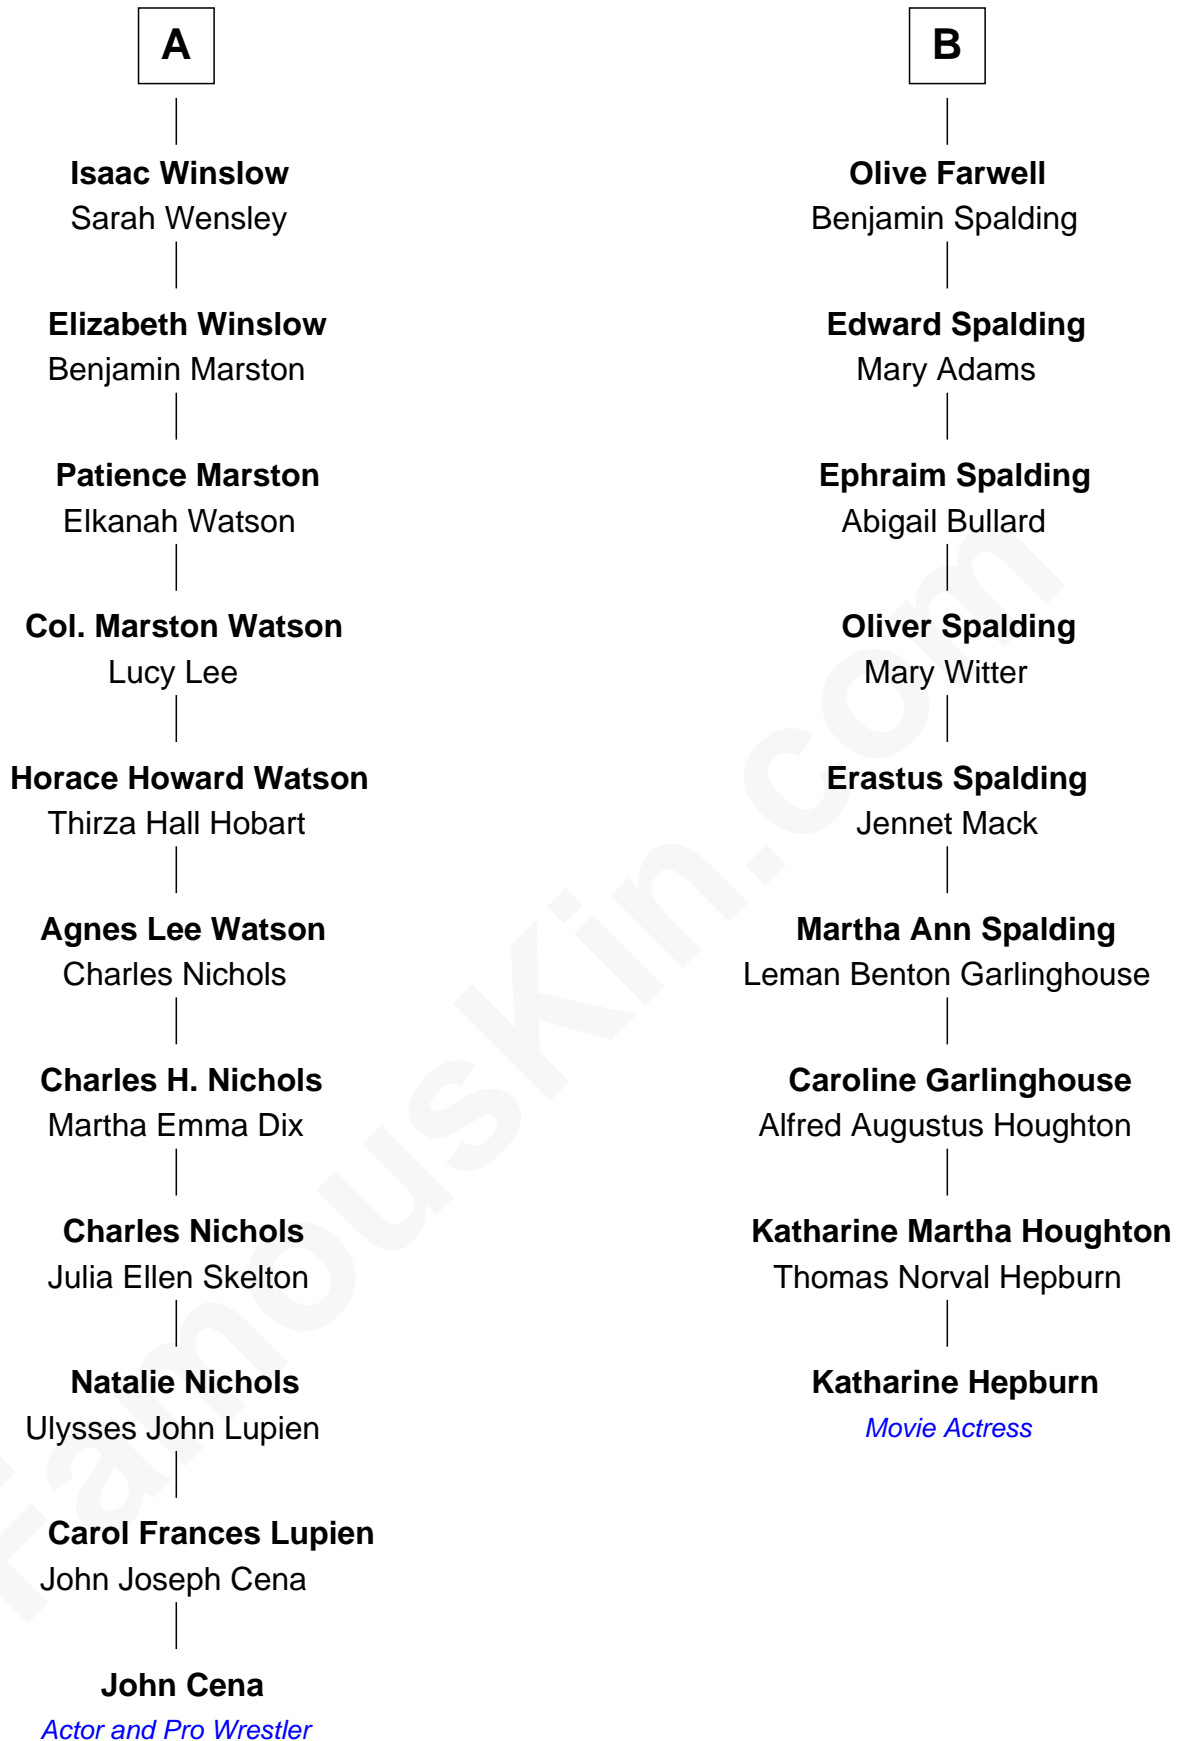 A
Isaac Winslow
Sarah Wensley
Elizabeth Winslow
Benjamin Marston
Patience Marston
Elkanah Watson
Col. Marston Watson
Lucy Lee
Horace Howard Watson
Thirza Hall Hobart
Agnes Lee Watson
Charles Nichols
Charles H. Nichols
Martha Emma Dix
Charles Nichols
Julia Ellen Skelton
Natalie Nichols
Ulysses John Lupien
Carol Frances Lupien
John Joseph Cena
John Cena
Actor and Pro Wrestler
B
Olive Farwell
Benjamin Spalding
Edward Spalding
Mary Adams
Ephraim Spalding
Abigail Bullard
Oliver Spalding
Mary Witter
Erastus Spalding
Jennet Mack
Martha Ann Spalding
Leman Benton Garlinghouse
Caroline Garlinghouse
Alfred Augustus Houghton
Katharine Martha Houghton
Thomas Norval Hepburn
Katharine Hepburn
Movie Actress
FamousKin.com